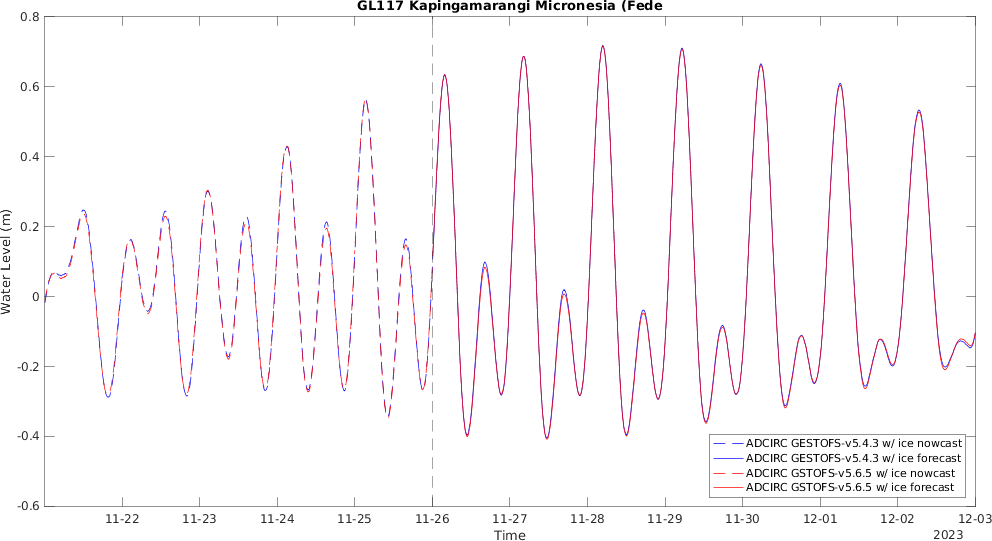 GL117 Kapingamarangi Micronesia (Fede
0.8
0.6
0.4
0.2
0
-0.2
-0.4
-0.6
Water Level (m)
ADCIRC GESTOFS-v5.4.3 w/ ice nowcast
ADCIRC GESTOFS-v5.4.3 w/ ice forecast
ADCIRC GSTOFS-v5.6.5 w/ ice nowcast
ADCIRC GSTOFS-v5.6.5 w/ ice forecast
11-22 11-23 11-24 11-25 11-26 11-27 11-28 11-29 11-30 12-01 12-02 12-03
Time
2023